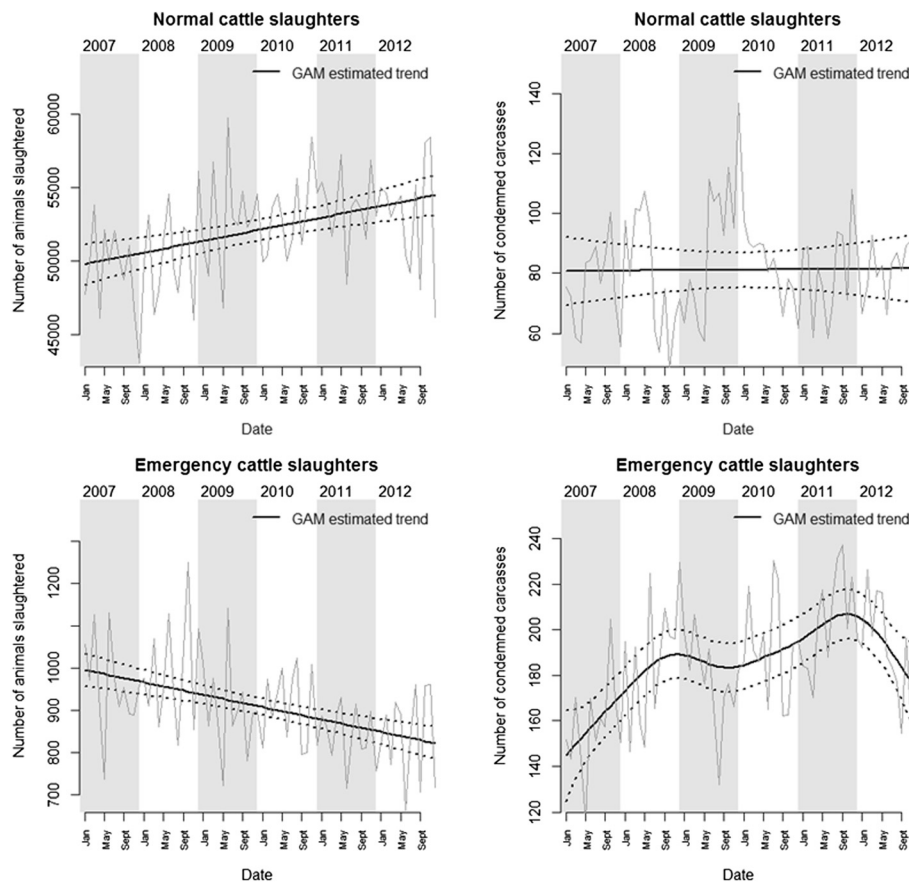 Normal cattle slaughters
2007 2008 2009 2010 2011 2012
GAM estimated trend
Number of animals slaughtered
60000
55000
50000
45000
Jan May Sept Jan May Sept Jan May Sept Jan May Sept Jan May Sept Jan May Sept
Date
Normal cattle slaughters
2007 2008 2009 2010 2011 2012
GAM estimated trend
Number of condemned carcasses
140
120
100
80
60
Jan May Sept Jan May Sept Jan May Sept Jan May Sept Jan May Sept Jan May Sept
Date
Emergency cattle slaughters
2007 2008 2009 2010 2011 2012
GAM estimated trend
Number of animals slaughtered
1200
1000
900
800
700
Jan May Sept Jan May Sept Jan May Sept Jan May Sept Jan May Sept Jan May Sept
Date
Emergency cattle slaughters
2007 2008 2009 2010 2011 2012
GAM estimated trend
Number of condemned carcasses
240
220
200
180
160
140
120
Jan May Sept Jan May Sept Jan May Sept Jan May Sept Jan May Sept Jan May Sept
Date